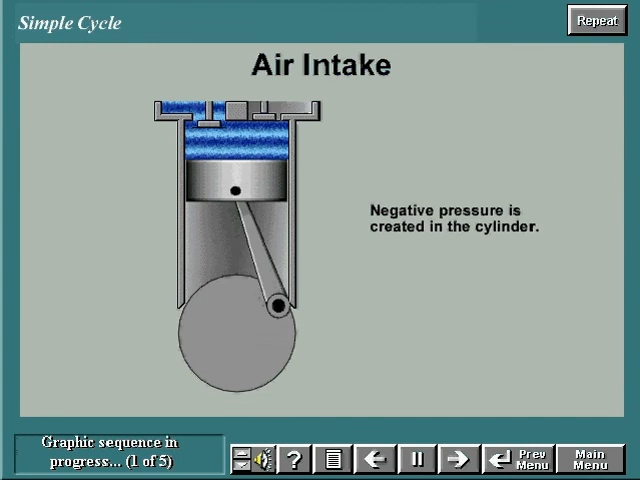 Simple Cycle
Repeat
Air Intake
Negative pressure is
created in the cylinder.
Graphic sequence in
progress... (1 of 5)
?
Prev
Menu
Main
Menu